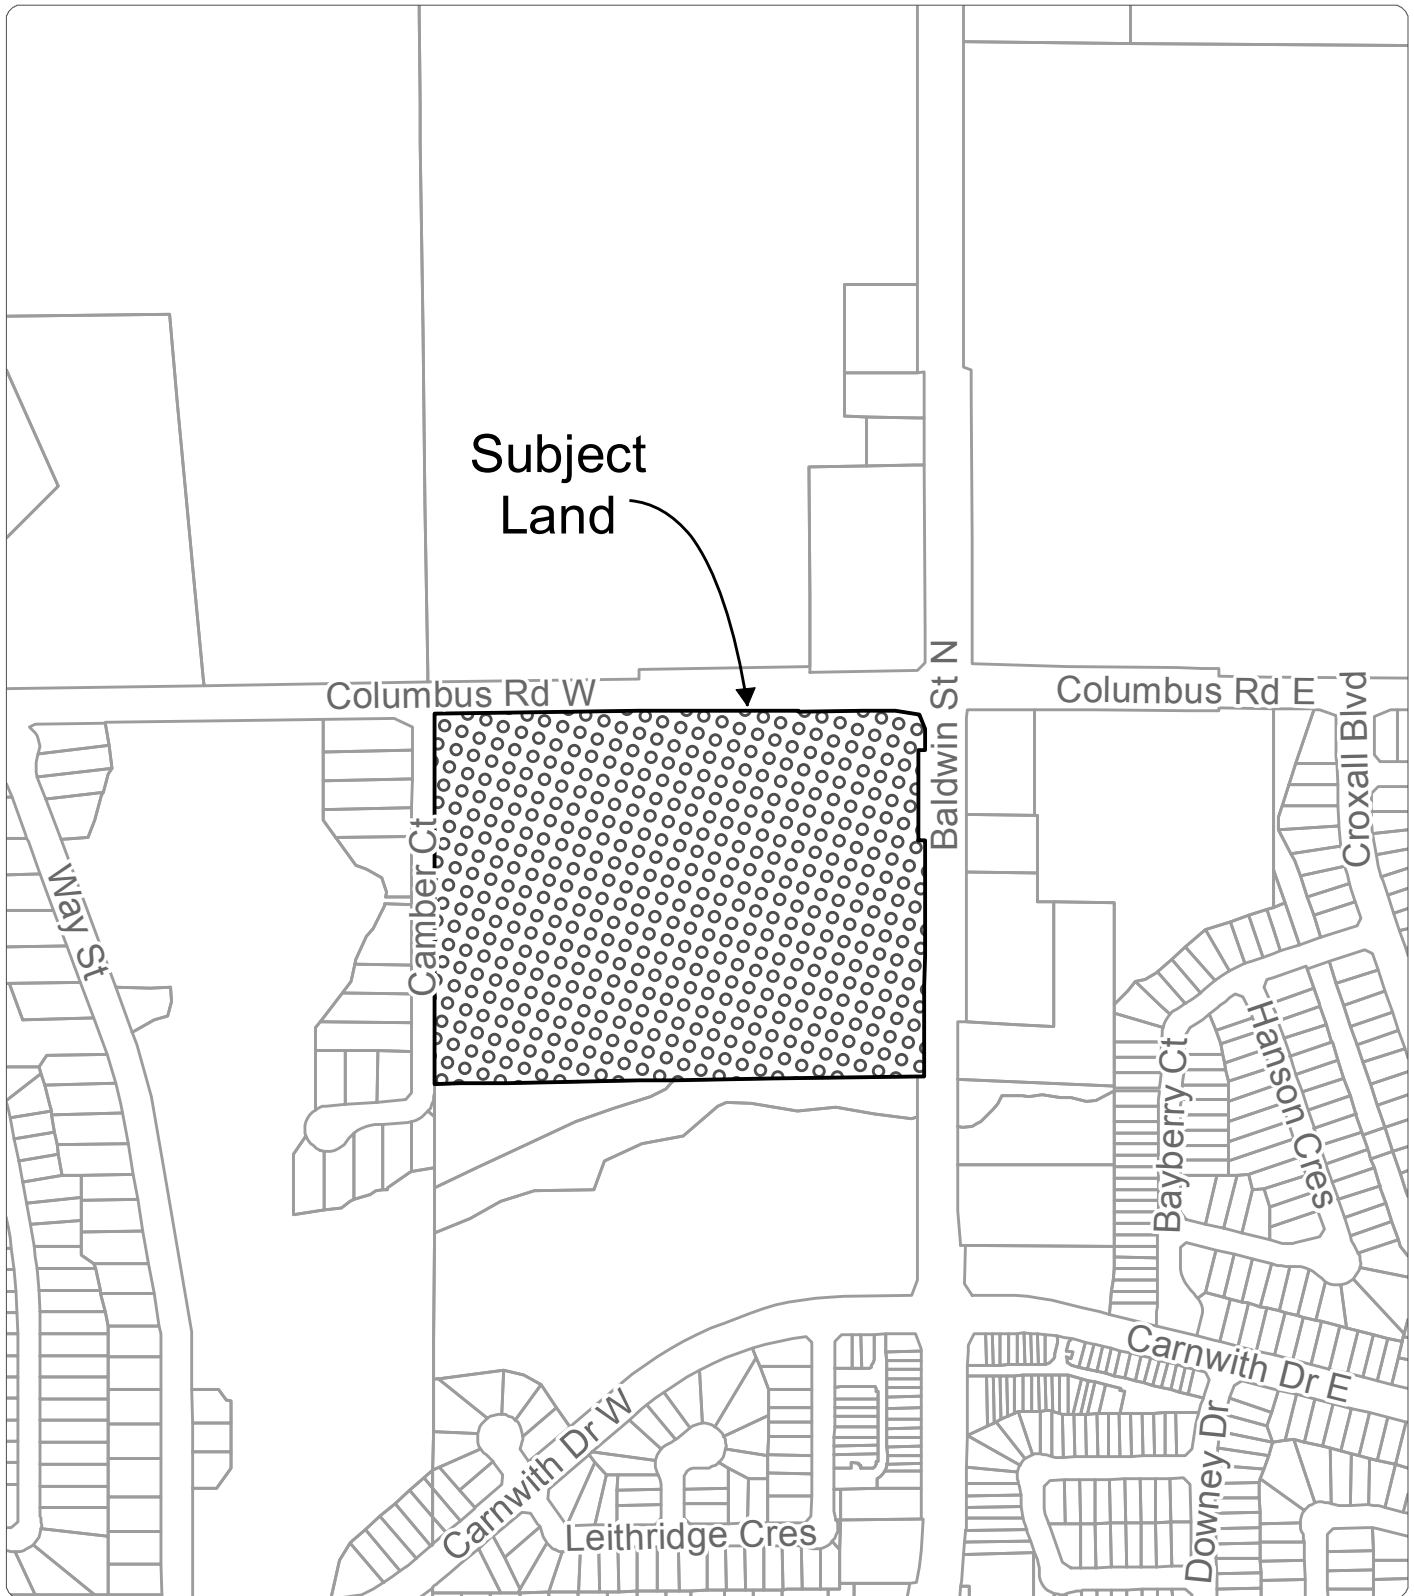 Subject
Land
Columbus Rd W
Baldwin St N
Columbus Rd E
Croxall Blvd
Camber Ct
Way St
Hanson Cres
Bayberry Ct
Carnwith Dr E
Carnwith Dr W
Downey Dr
Leithridge Cres